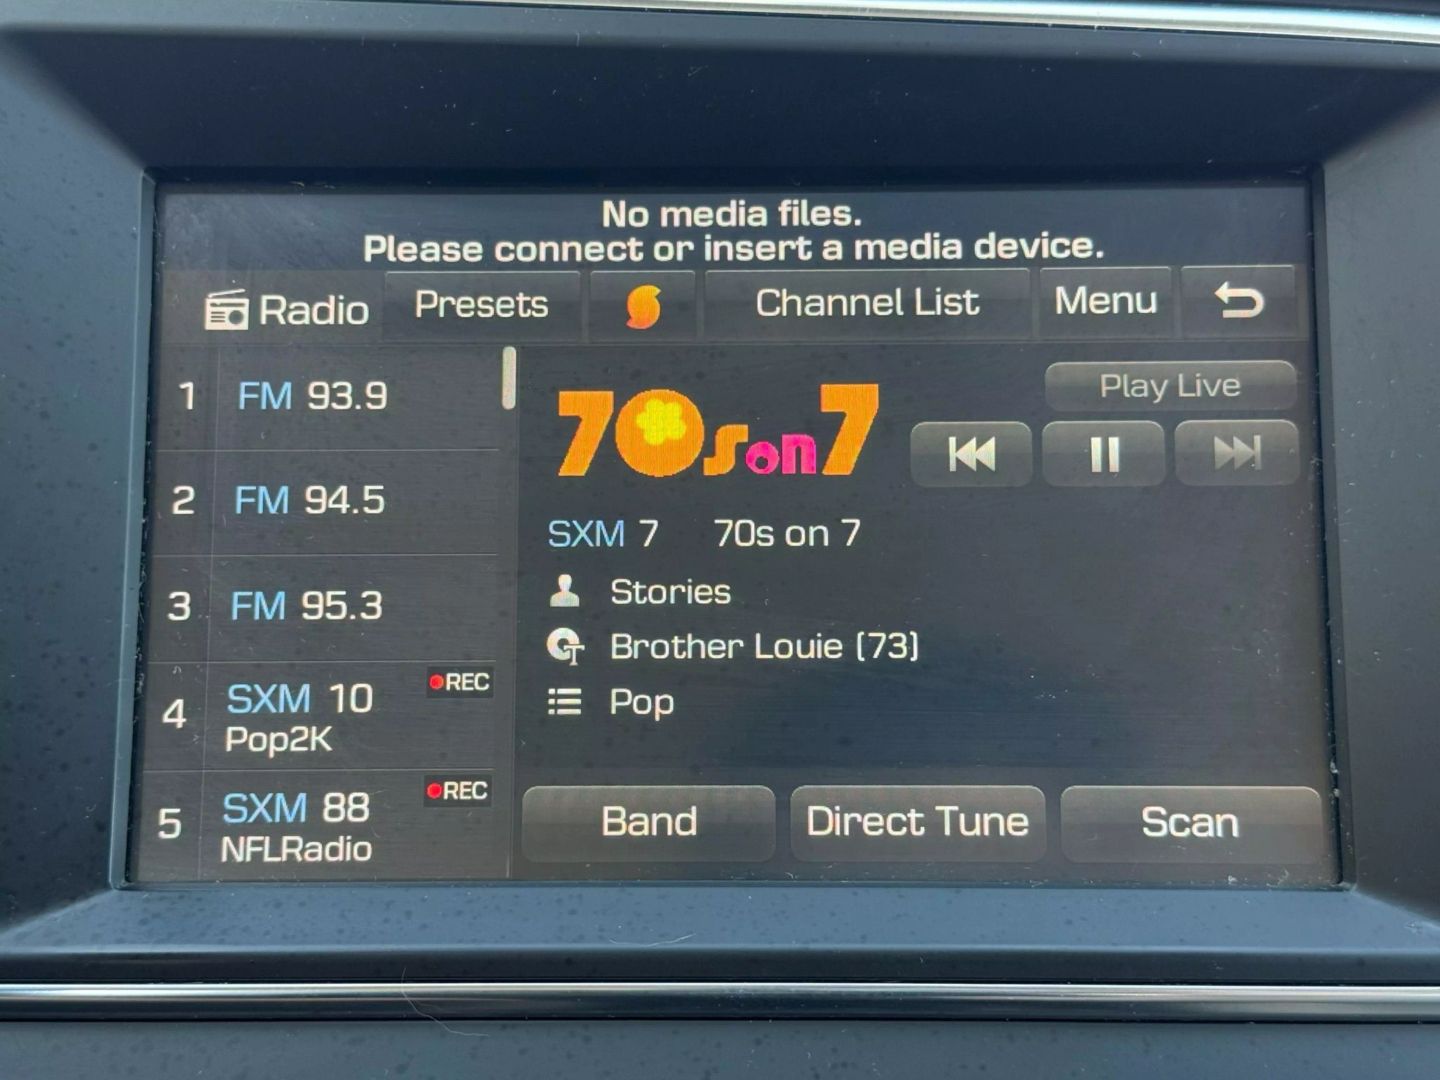 No media files.
Please connect or insert a media device.
Radio
Presets
Channel List
Menu
1 FM 93.9
2 FM 94.5
3 FM 95.3
4 SXM 10
REC
Pop2K
5 SXM 88
REC
NFLRadio
70s on 7
Play Live
SXM 7 70s on 7
Stories
Brother Louie (73)
Pop
Band
Direct Tune
Scan